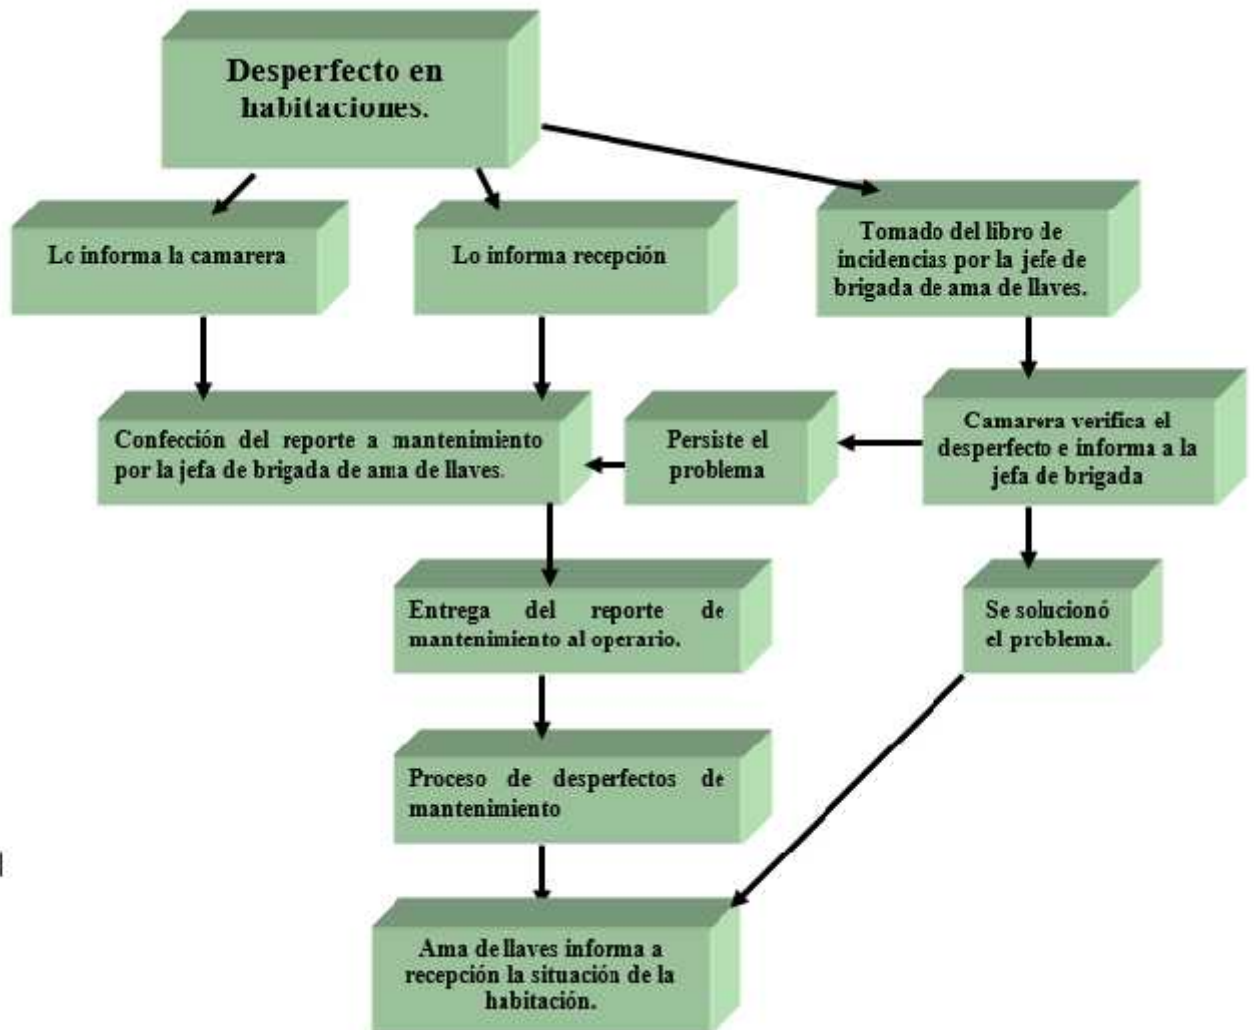 Desperfecto en
habitaciones.
Lo informa la camarera
Lo informa recepción
Tomado del libro de
incidencias por la jefe de
brigada de ama de llaves.
Confección del reporte a mantenimiento
por la jefa de brigada de ama de llaves.
Persiste el
problema
Camarera verifica el
desperfecto e informa a la
jefa de brigada
Entrega del reporte de
mantenimiento al operario.
Se solucionó
el problema.
Proceso de desperfectos de
mantenimiento
Ama de llaves informa a
recepción la situación de la
habitación.